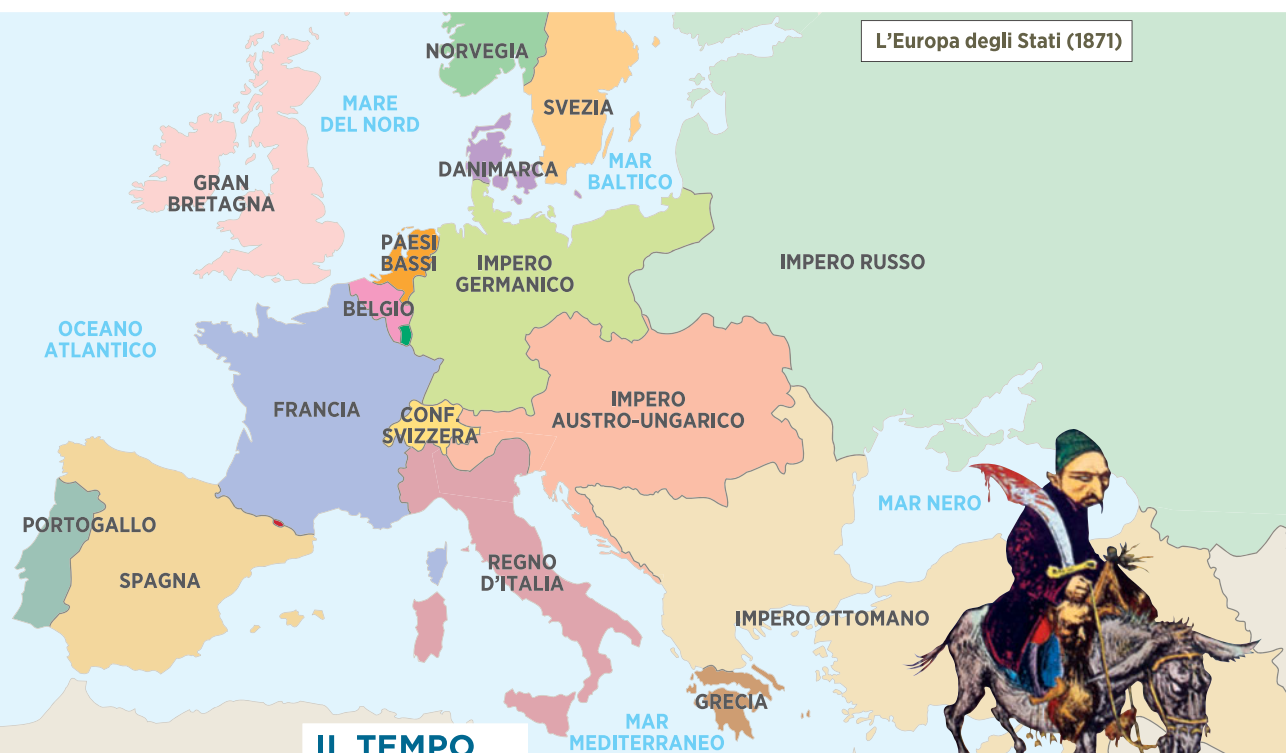 L'Europa degli Stati (1871)
NORVEGIA
SVEZIA
MARE
DEL NORD
DANIMARCA
MAR
BALTICO
GRAN
BRETAGNA
PAESI
BASSI
IMPERO
GERMANICO
IMPERO RUSSO
BELGIO
OCEANO
ATLANTICO
FRANCIA
CONF.
SVIZZERA
IMPERO
AUSTRO-UNGARICO
MAR NERO
PORTOGALLO
SPAGNA
REGNO
D'ITALIA
IMPERO OTTOMANO
GRECIA
MAR
MEDITERRANEO
IL TEMPO